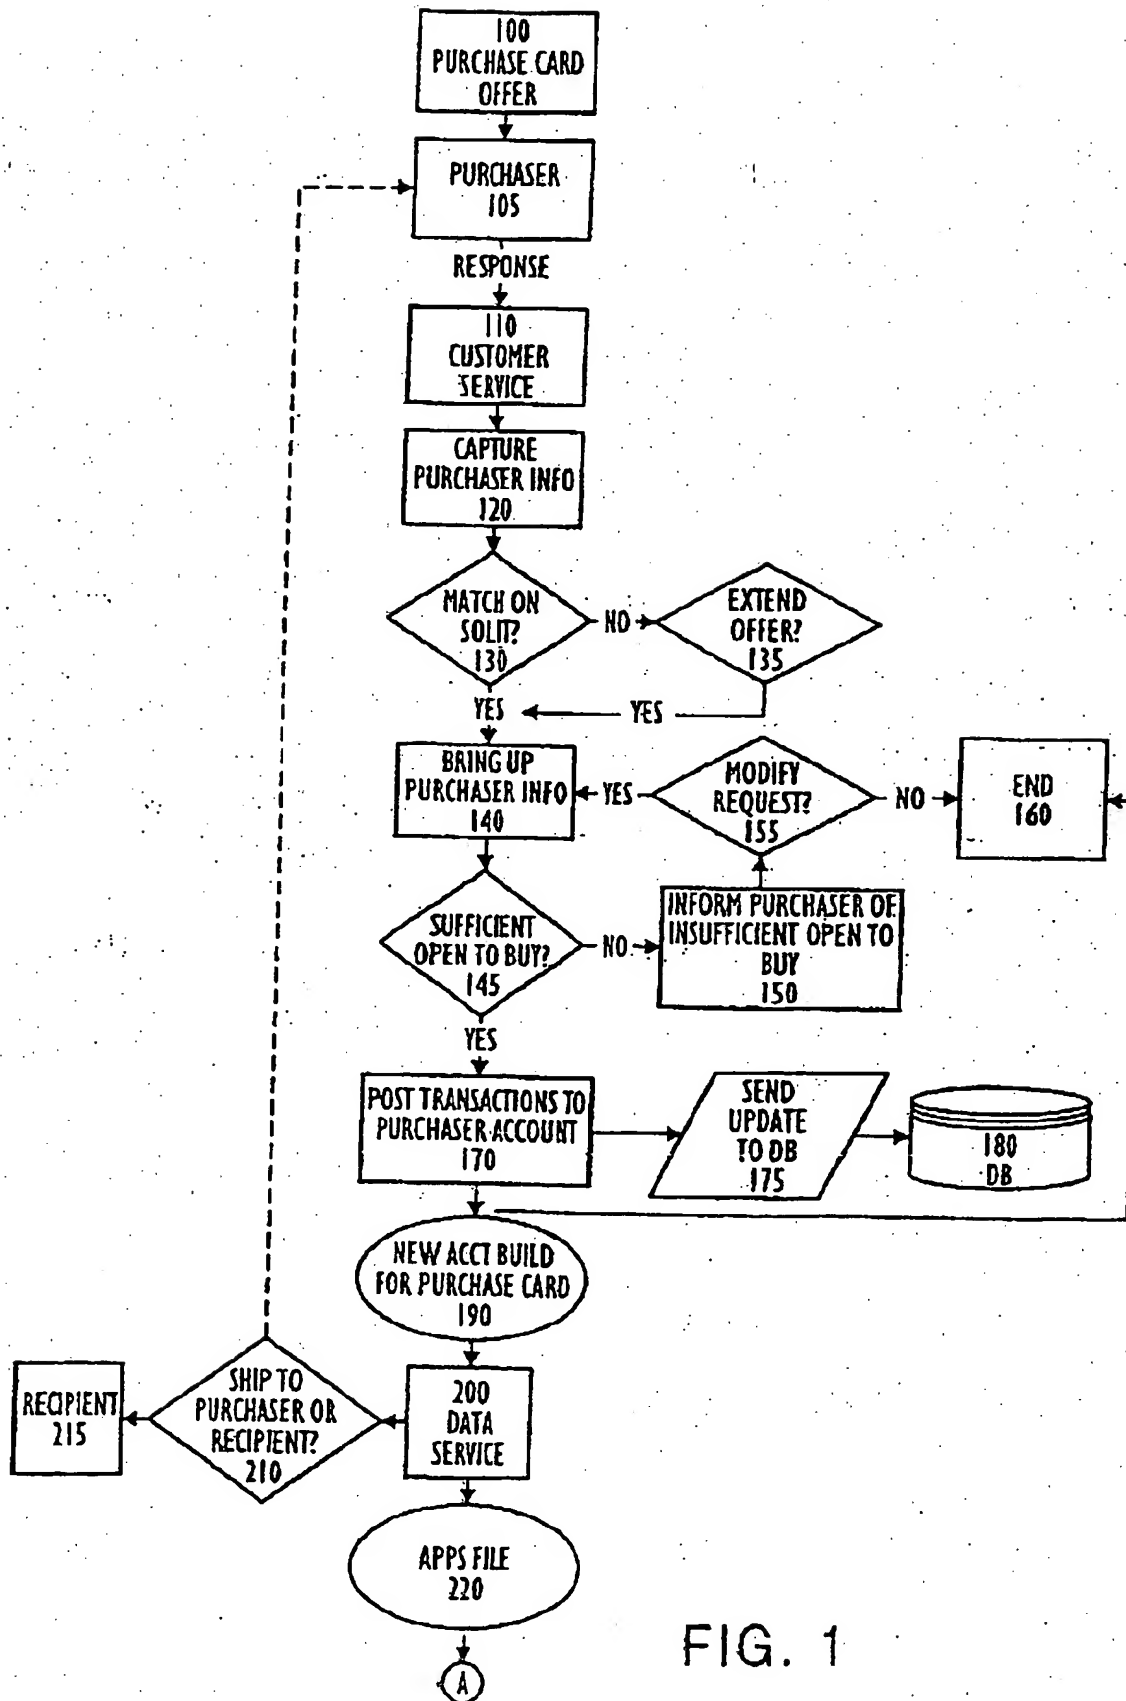 100
PURCHASE CARD
OFFER
PURCHASER
105
RESPONSE
110
CUSTOMER
SERVICE
CAPTURE
PURCHASER INFO
120
MATCH ON
SOLIT?
130
NO
EXTEND
OFFER?
135
YES
YES
BRING UP
PURCHASER INFO
140
YES
MODIFY
REQUEST?
155
NO
END
160
SUFFICIENT
OPEN TO BUY?
145
NO
INFORM PURCHASER OF
INSUFFICIENT OPEN TO
BUY
150
YES
POST TRANSACTIONS TO
PURCHASER ACCOUNT
170
SEND
UPDATE
TO DB
175
180
DB
NEW ACCT BUILD
FOR PURCHASE CARD
190
RECIPIENT
215
SHIP TO
PURCHASER OR
RECIPIENT?
210
200
DATA
SERVICE
APPS FILE
220
A
FIG. 1